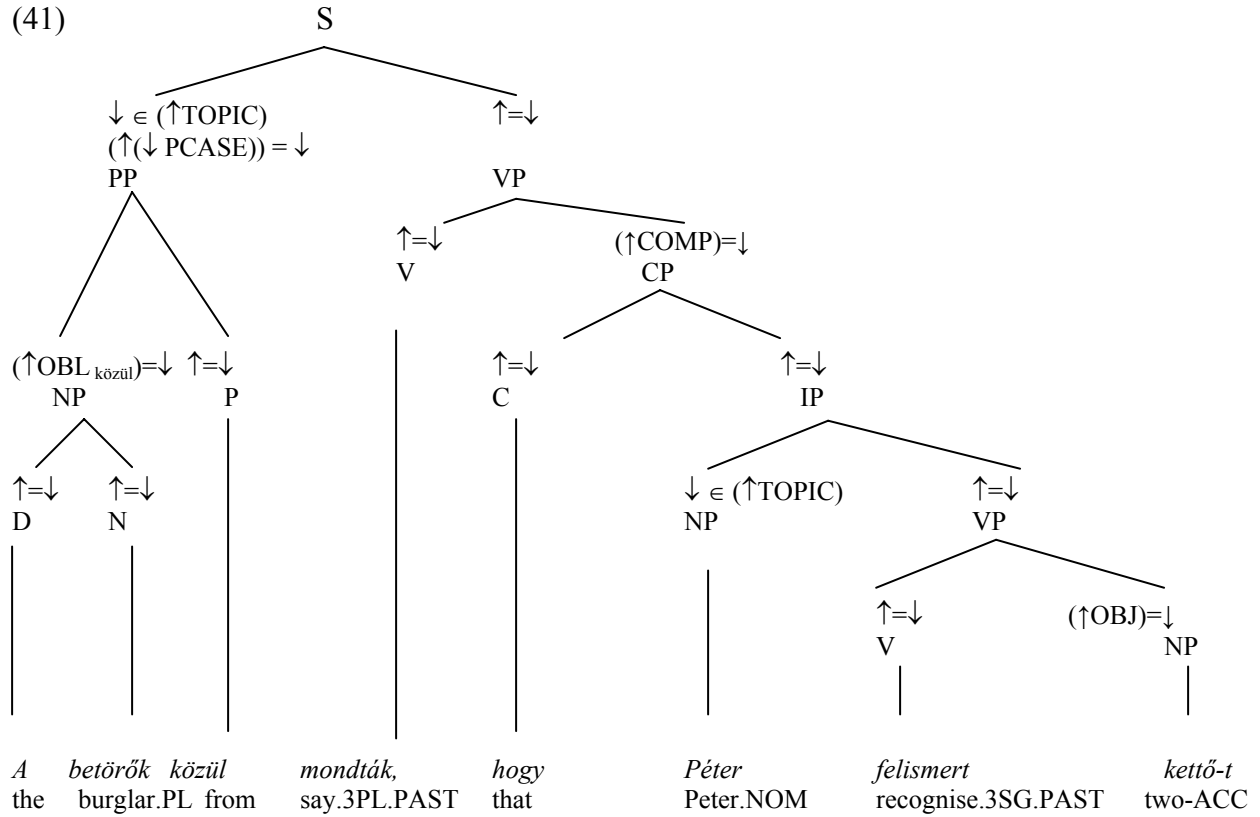 (41) S
↓ ∈ (↑TOPIC) ↑=↓
(↑(↓ PCASE)) = ↓
PP VP
↑=↓ (↑COMP)=↓
V CP
(↑OBL közül)=↓ ↑=↓ ↑=↓ ↑=↓
NP P C IP
↑=↓ ↑=↓ ↓ ∈ (↑TOPIC) ↑=↓
D N NP VP
↑=↓ (↑OBJ)=↓
V NP
A betörők közül mondták, hogy Péter felismert kettő-t
the burglar.PL from say.3PL.PAST that Peter.NOM recognise.3SG.PAST two-ACC